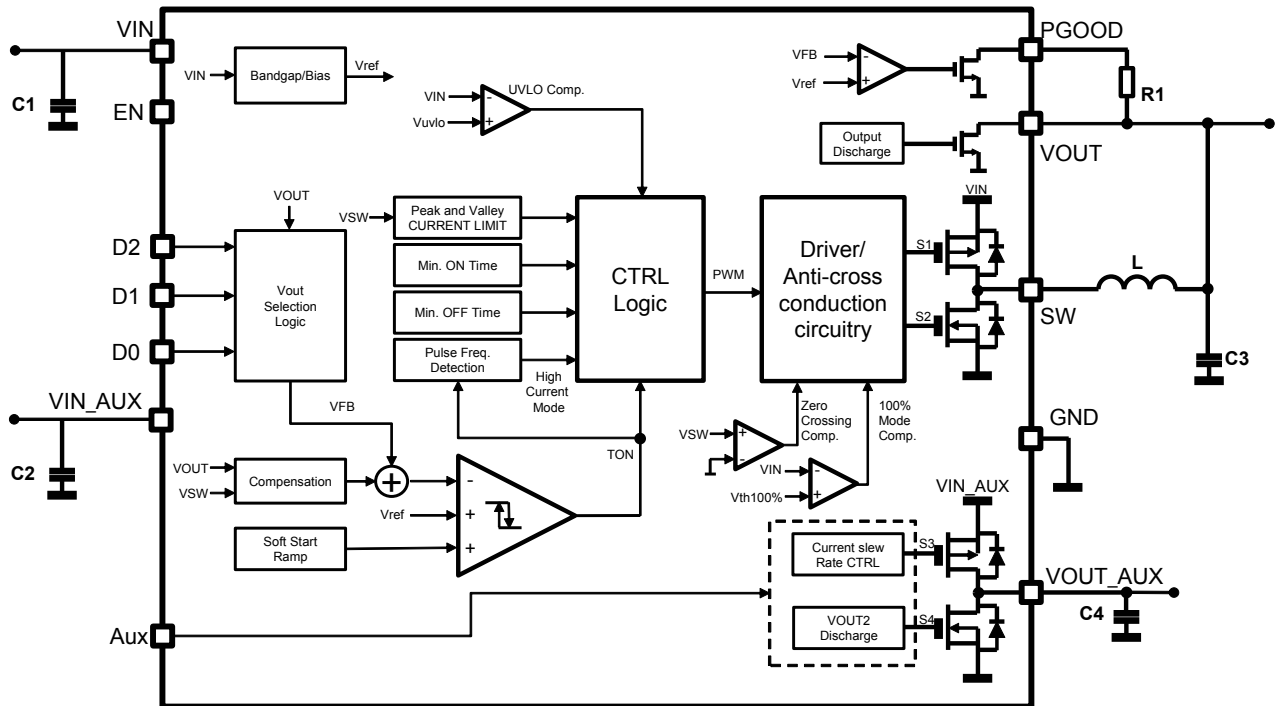 VIN
C1
EN
D2
D1
D0
VIN_AUX
C2
Aux
VIN
Bandgap/Bias
Vref
UVLO Comp.
VIN
-
Vuvlo
+
VOUT
Vout
Selection
Logic
VFB
VSW
Peak and Valley
CURRENT LIMIT
Min. ON Time
Min. OFF Time
Pulse Freq.
Detection
High
Current
Mode
CTRL
Logic
TON
VOUT
VSW
Compensation
+
Vref
-
+
+
Soft Start
Ramp
PWM
Driver/
Anti-cross
conduction
circuitry
VSW
+
-
Zero
Crossing
Comp.
VIN
-
Vth100%
+
100%
Mode
Comp.
VFB
-
Vref
+
Output
Discharge
VIN
S1
S2
VIN_AUX
Current slew
Rate CTRL
S3
VOUT2
Discharge
S4
PGOOD
R1
VOUT
L
SW
C3
GND
VOUT_AUX
C4